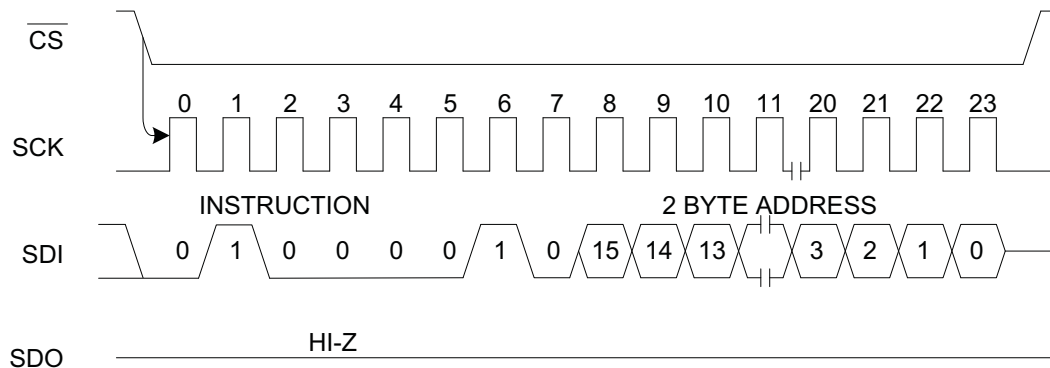 CS
0 1 2 3 4 5 6 7 8 9 10 11 20 21 22 23
SCK
INSTRUCTION 2 BYTE ADDRESS
SDI 0 1 0 0 0 0 1 0 15 14 13 3 2 1 0
HI-Z
SDO